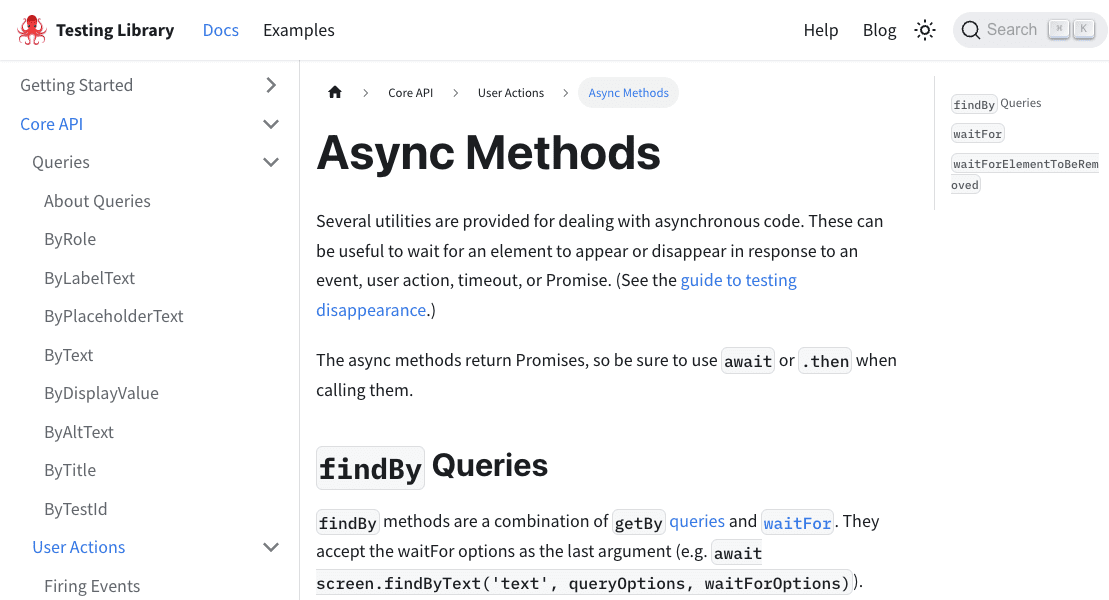 Testing Library Docs Examples Help Blog Search ⌘ K
Getting Started
Core API
Queries
About Queries
ByRole
ByLabelText
ByPlaceholderText
ByText
ByDisplayValue
ByAltText
ByTitle
ByTestId
User Actions
Firing Events
Core API User Actions Async Methods
Async Methods
Several utilities are provided for dealing with asynchronous code. These can
be useful to wait for an element to appear or disappear in response to an
event, user action, timeout, or Promise. (See the guide to testing
disappearance.)
The async methods return Promises, so be sure to use await or .then when
calling them.
findBy Queries
findBy methods are a combination of getBy queries and waitFor. They
accept the waitFor options as the last argument (e.g. await
screen.findByText('text', queryOptions, waitForOptions)).
findBy Queries
waitFor
waitForElementToBeRem
oved